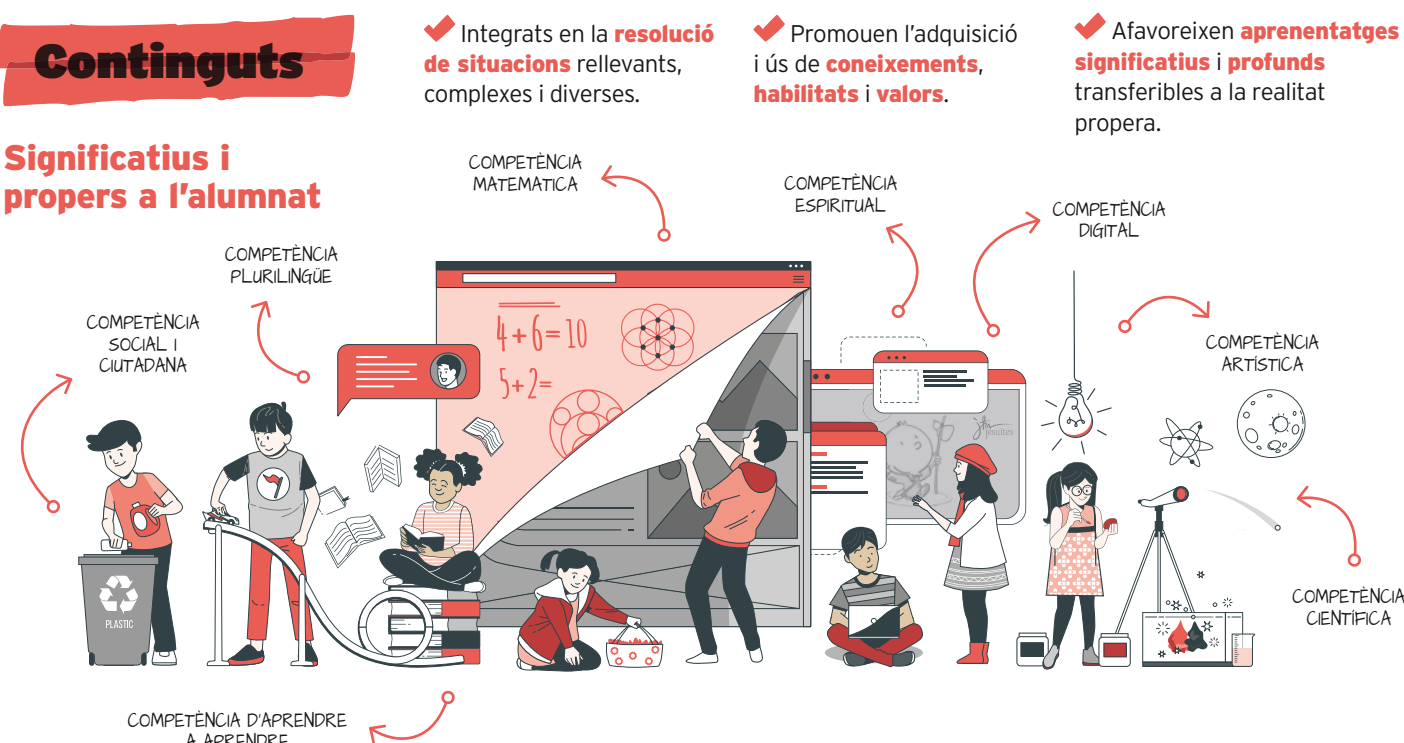 Continguts
Significatius i
propers a l'alumnat
Integrats en la resolució
de situacions rellevants,
complexes i diverses.
Promouen l'adquisició
i ús de coneixements,
habilitats i valors.
Afavoreixen aprenentatges
significatius i profunds
transferibles a la realitat
propera.
COMPETÈNCIA
MATEMATICA
COMPETÈNCIA
ESPIRITUAL
COMPETÈNCIA
DIGITAL
COMPETÈNCIA
PLURILINGÜE
COMPETÈNCIA
SOCIAL I
CIUTADANA
COMPETÈNCIA
ARTÍSTICA
4+6=10
5+2=
jesuïtes
PLASTIC
COMPETÈNCIA
CIENTÍFICA
COMPETÈNCIA D'APRENDRE
A APRENDRE